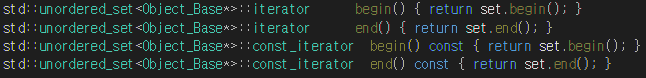 std::unordered_set<Object_Base*>::iterator begin() { return set.begin(); }
std::unordered_set<Object_Base*>::iterator end() { return set.end(); }
std::unordered_set<Object_Base*>::const_iterator begin() const { return set.begin(); }
std::unordered_set<Object_Base*>::const_iterator end() const { return set.end(); }